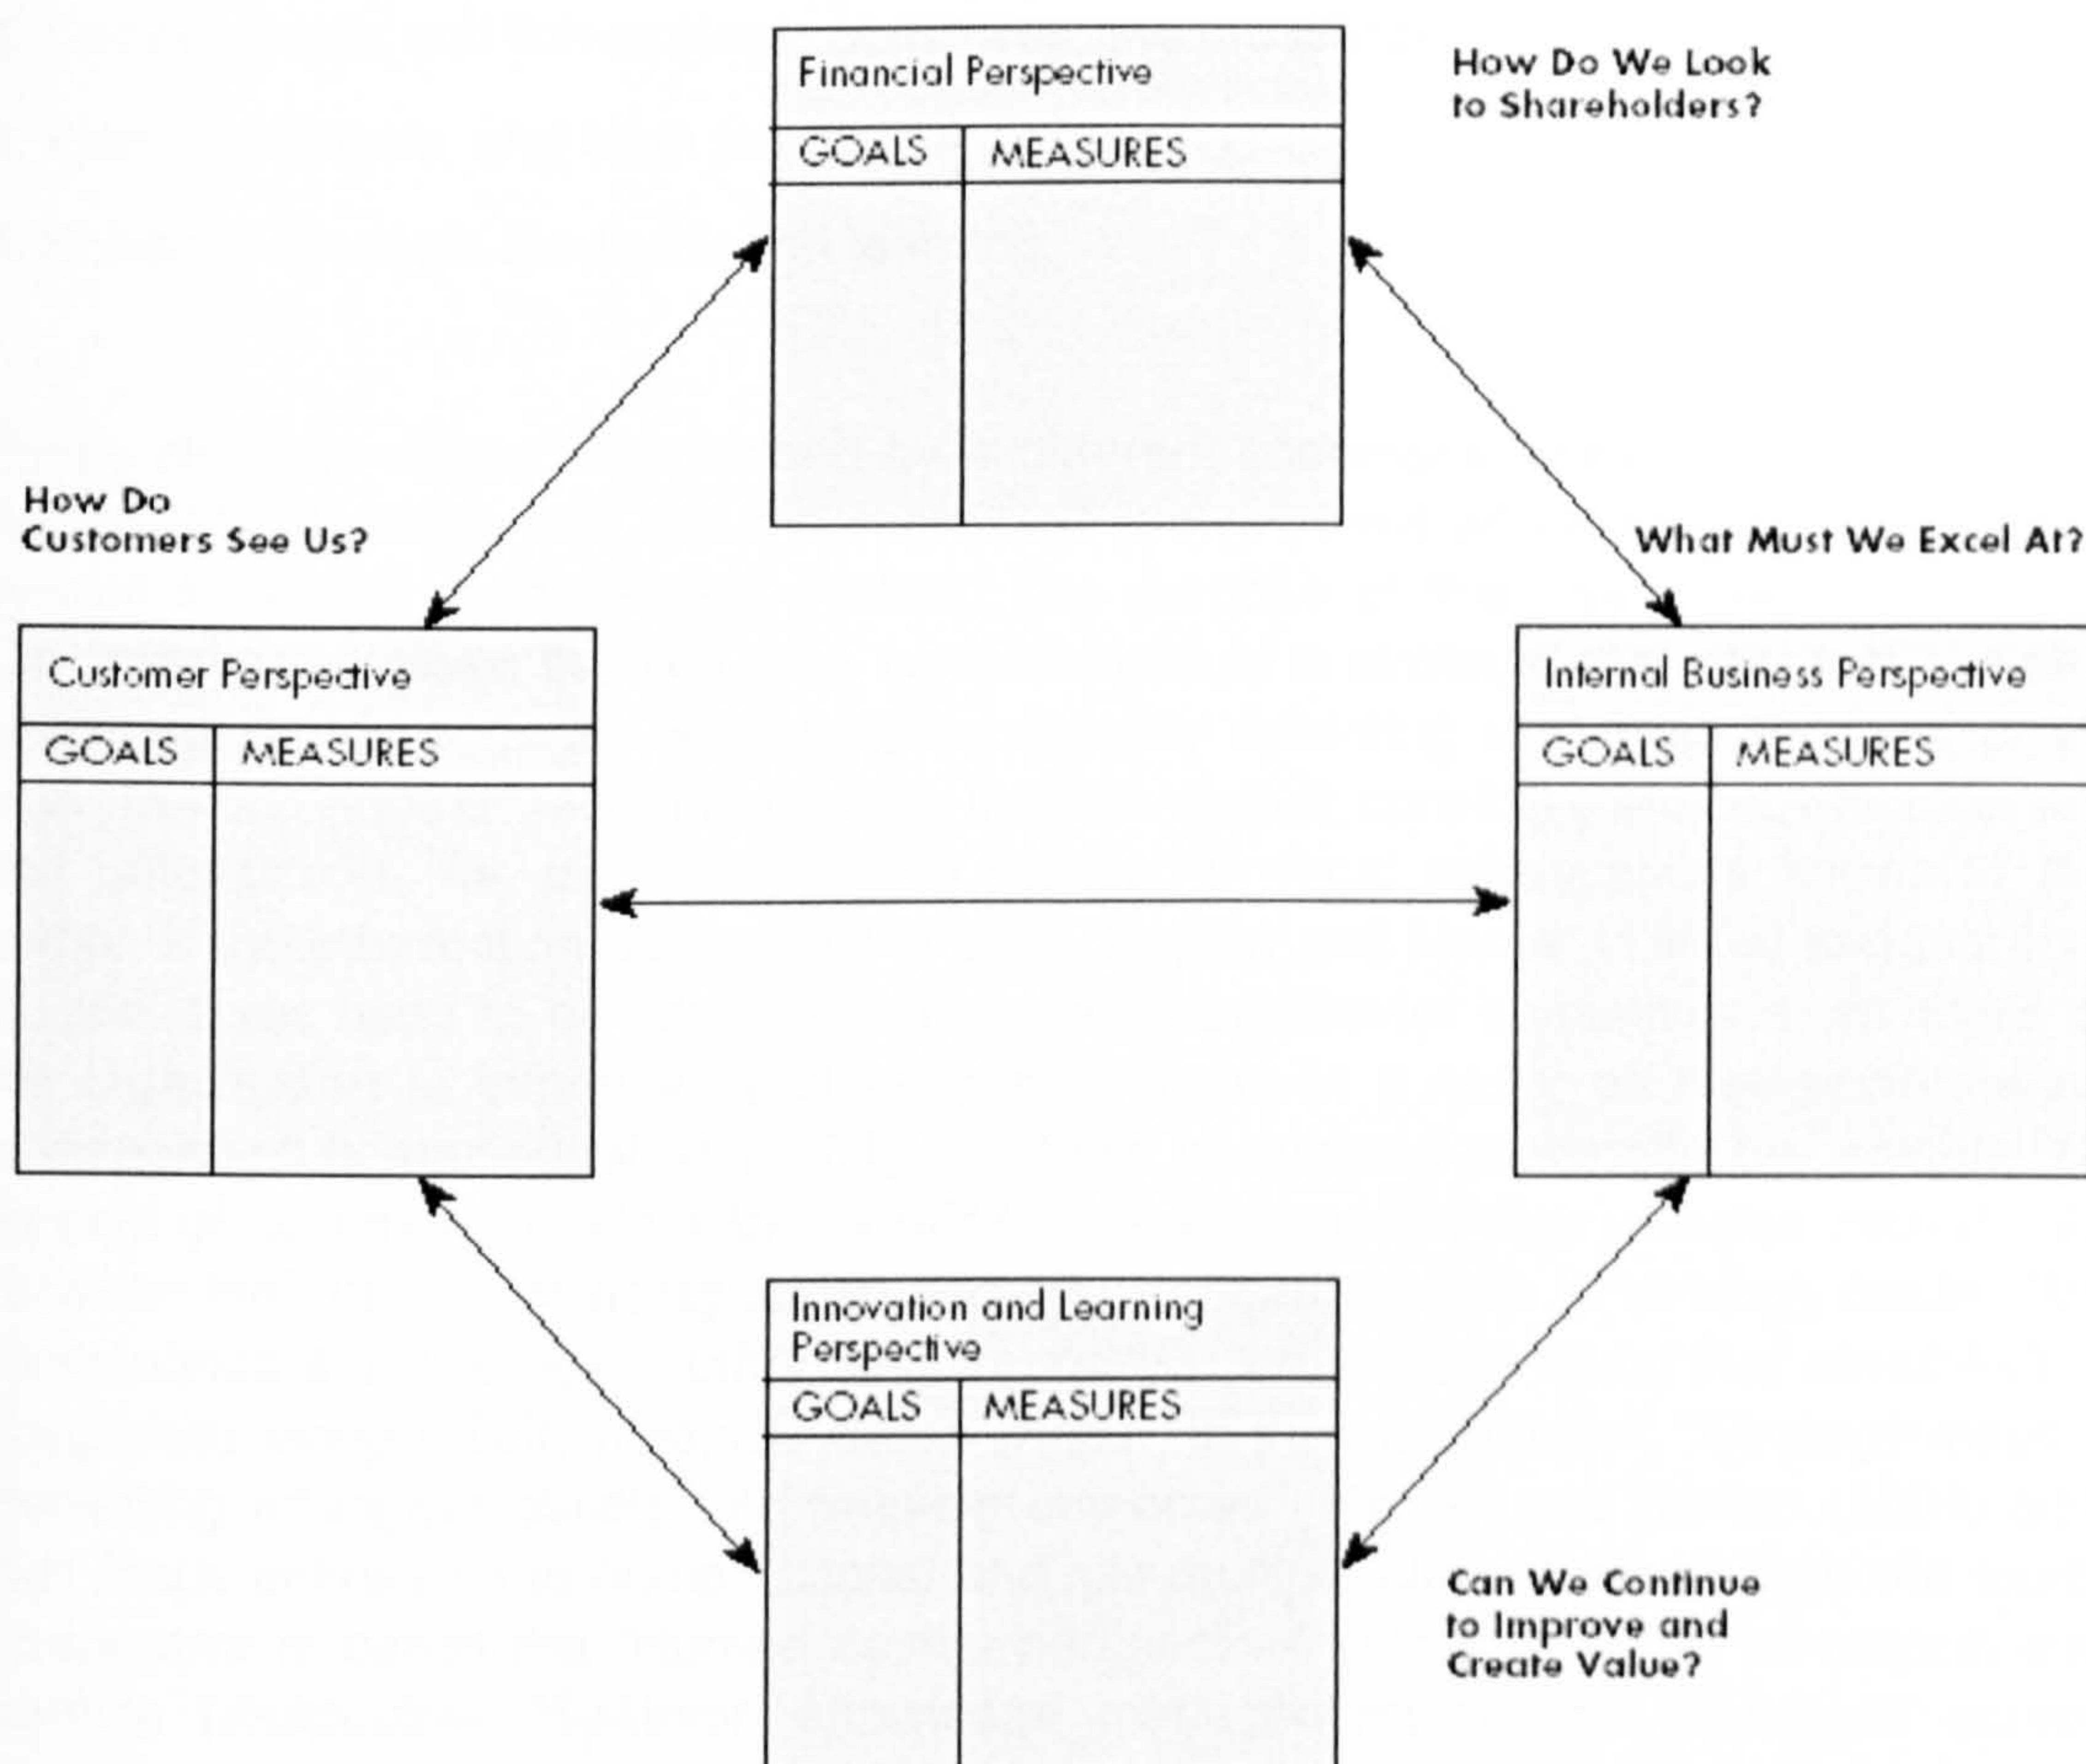 Financial Perspective
GOALS MEASURES
How Do We Look
to Shareholders?
How Do
Customers See Us?
What Must We Excel At?
Customer Perspective
GOALS MEASURES
Internal Business Perspective
GOALS MEASURES
Innovation and Learning
Perspective
GOALS MEASURES
Can We Continue
to Improve and
Create Value?